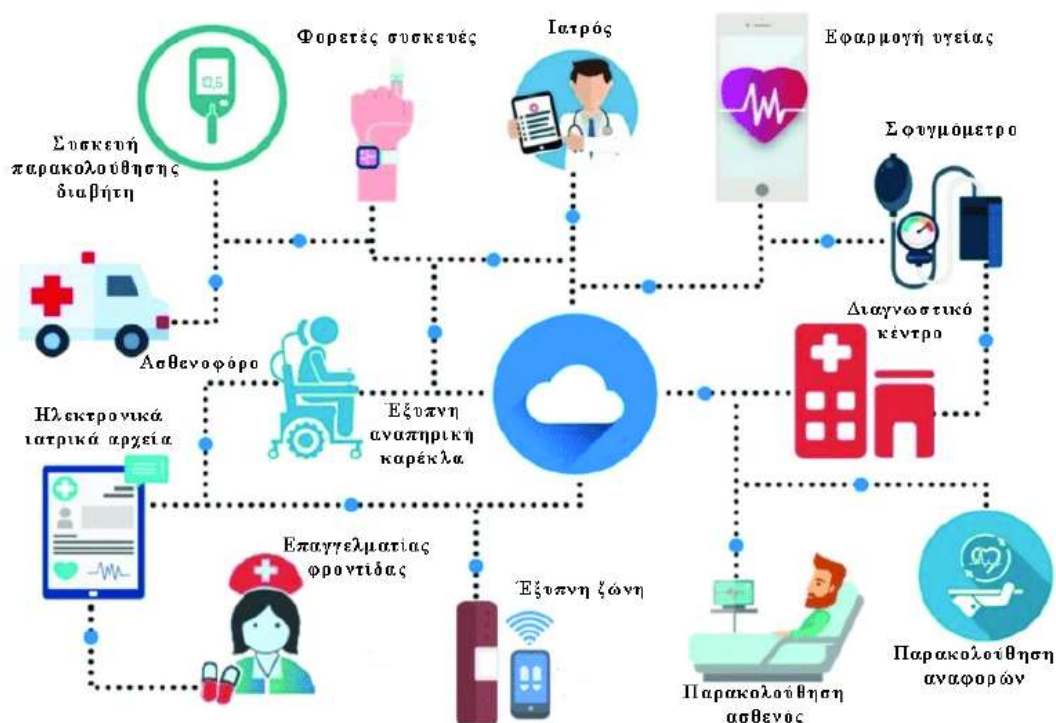 Φορετές συσκευές
Ιατρός
Εφαρμογή υγείας
Συσκευή
παρακολούθησης
διαβήτη
Σφυγμόμετρο
Ασθενοφόρο
Διαγνωστικό
κέντρο
Ηλεκτρονικά
ιατρικά αρχεία
Έξυπνη
αναπηρική
καρέκλα
Επαγγελματίας
φροντίδας
Έξυπνη ζώνη
Παρακολούθηση
ασθενός
Παρακολούθηση
αναφορών